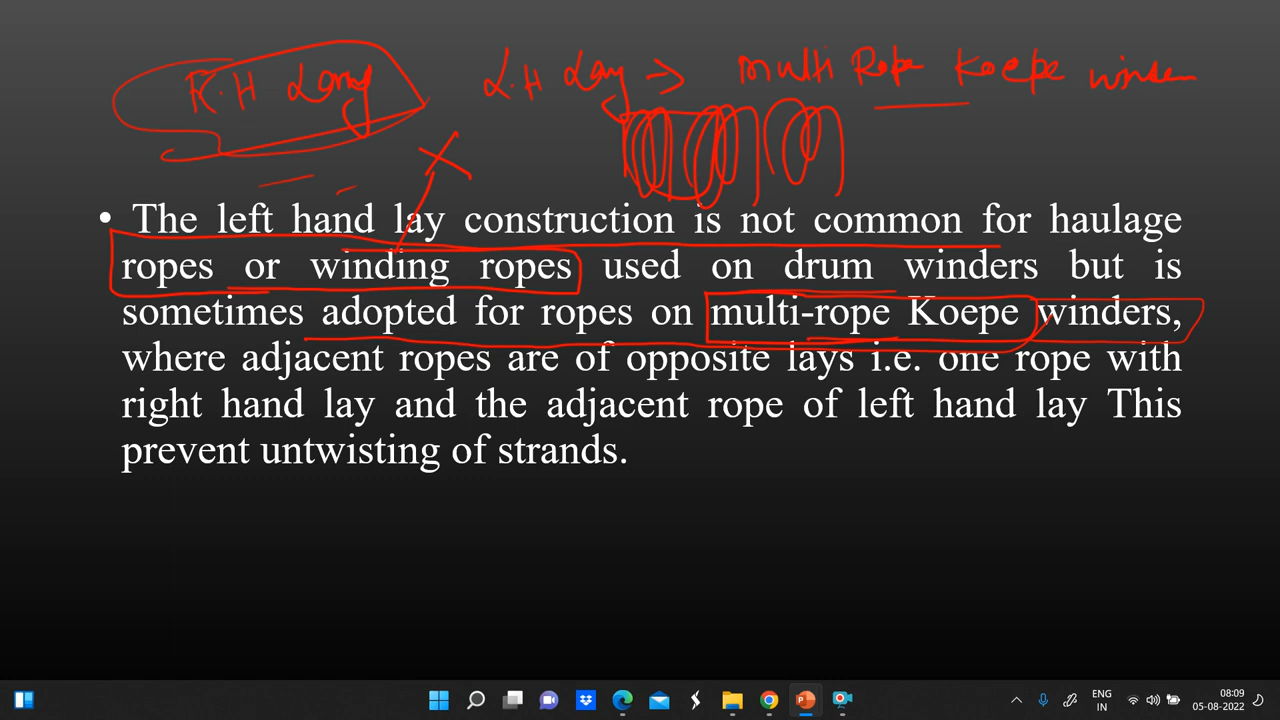 R.H Lang
L.H Lay → Multi Rope Koepe winder
• The left hand lay construction is not common for haulage
ropes or winding ropes used on drum winders but is
sometimes adopted for ropes on multi-rope Koepe winders,
where adjacent ropes are of opposite lays i.e. one rope with
right hand lay and the adjacent rope of left hand lay This
prevent untwisting of strands.
ENG
IN
08:09
05-08-2022